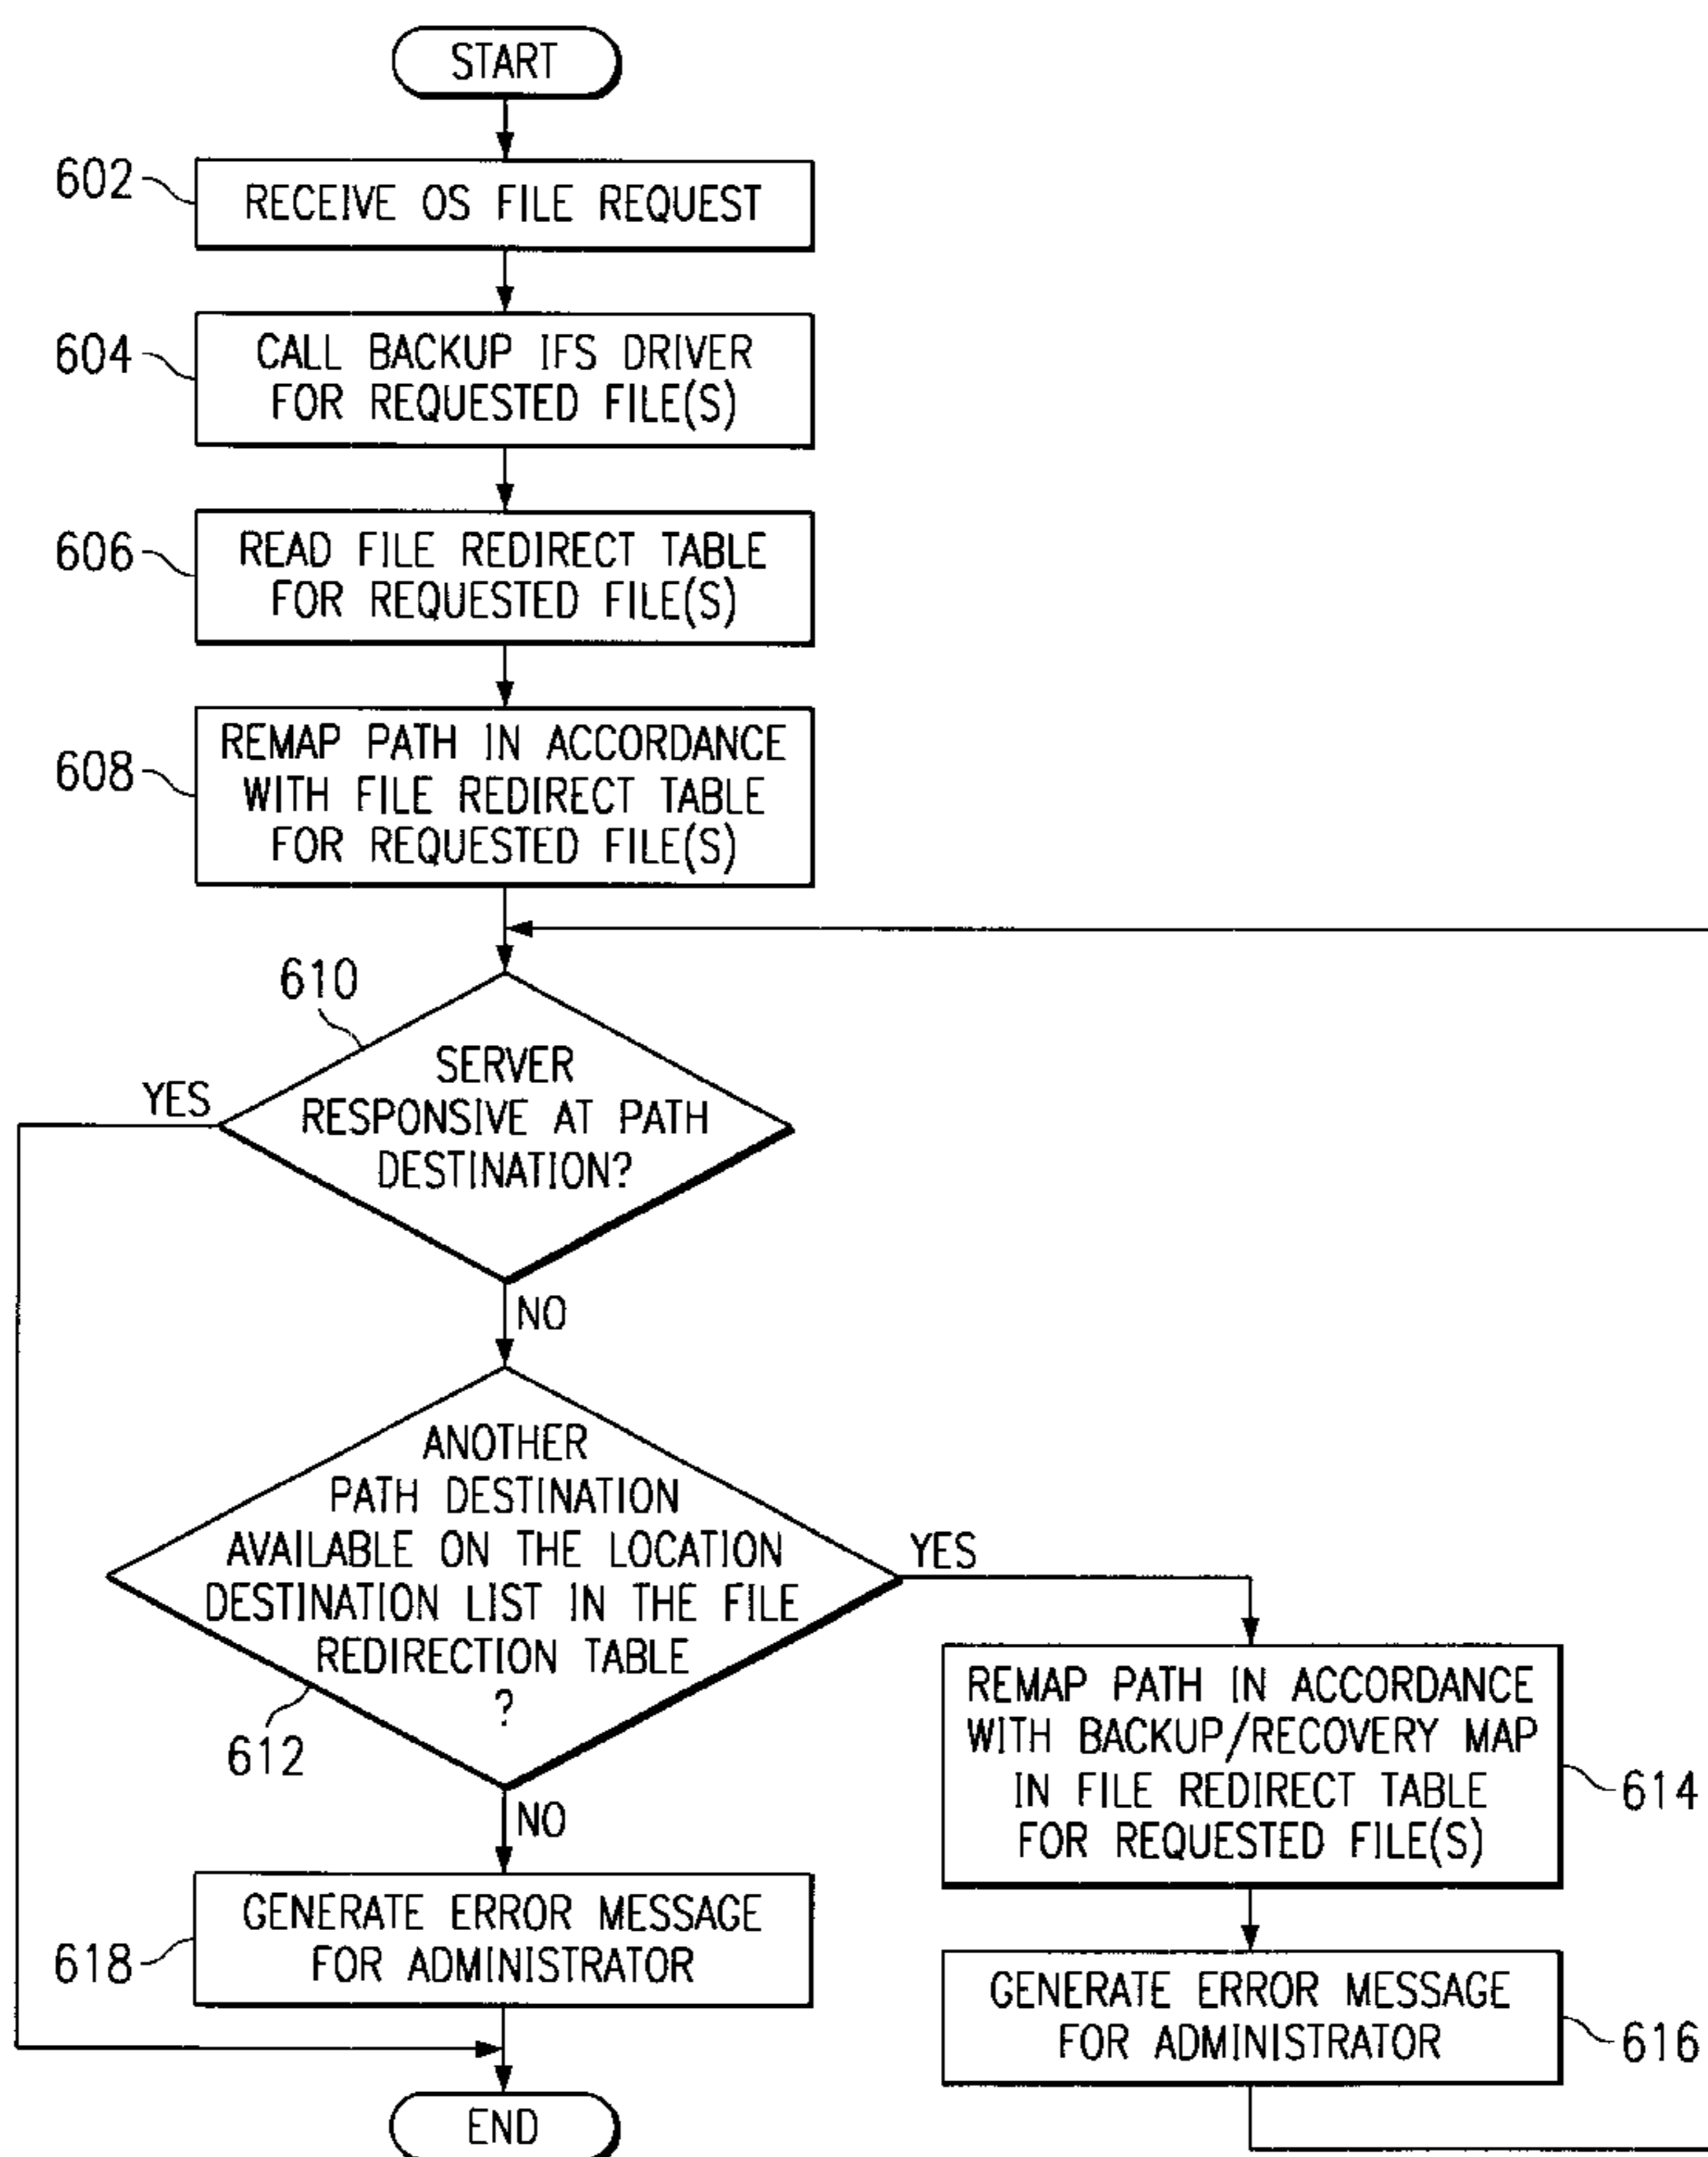 START
602
RECEIVE OS FILE REQUEST
604
CALL BACKUP IFS DRIVER
FOR REQUESTED FILE(S)
606
READ FILE REDIRECT TABLE
FOR REQUESTED FILE(S)
608
REMAP PATH IN ACCORDANCE
WITH FILE REDIRECT TABLE
FOR REQUESTED FILE(S)
610
SERVER
RESPONSIVE AT PATH
DESTINATION?
YES
NO
ANOTHER
PATH DESTINATION
AVAILABLE ON THE LOCATION
DESTINATION LIST IN THE FILE
REDIRECTION TABLE
?
612
YES
NO
REMAP PATH IN ACCORDANCE
WITH BACKUP/RECOVERY MAP
IN FILE REDIRECT TABLE
FOR REQUESTED FILE(S)
614
618
GENERATE ERROR MESSAGE
FOR ADMINISTRATOR
GENERATE ERROR MESSAGE
FOR ADMINISTRATOR
616
END